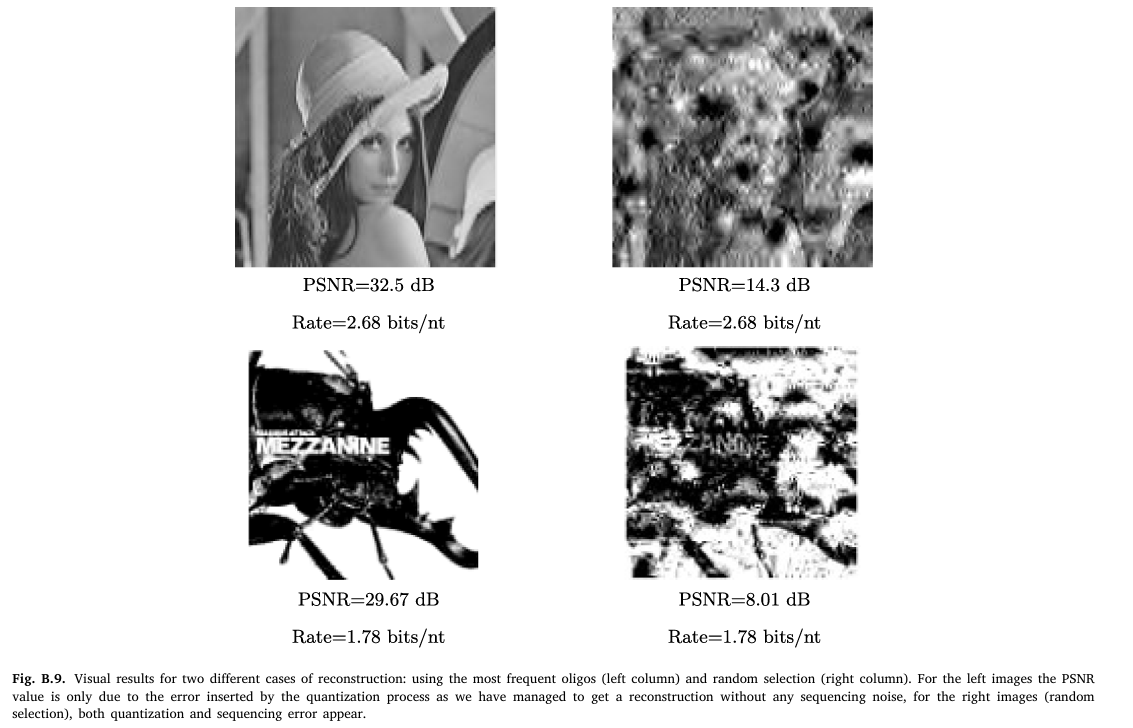 PSNR=32.5 dB
PSNR=14.3 dB
Rate=2.68 bits/nt
Rate=2.68 bits/nt
MEZZANINE
MEZZANINE
PSNR=29.67 dB
PSNR=8.01 dB
Rate=1.78 bits/nt
Rate=1.78 bits/nt
Fig. B.9. Visual results for two different cases of reconstruction: using the most frequent oligos (left column) and random selection (right column). For the left images the PSNR
value is only due to the error inserted by the quantization process as we have managed to get a reconstruction without any sequencing noise, for the right images (random
selection), both quantization and sequencing error appear.